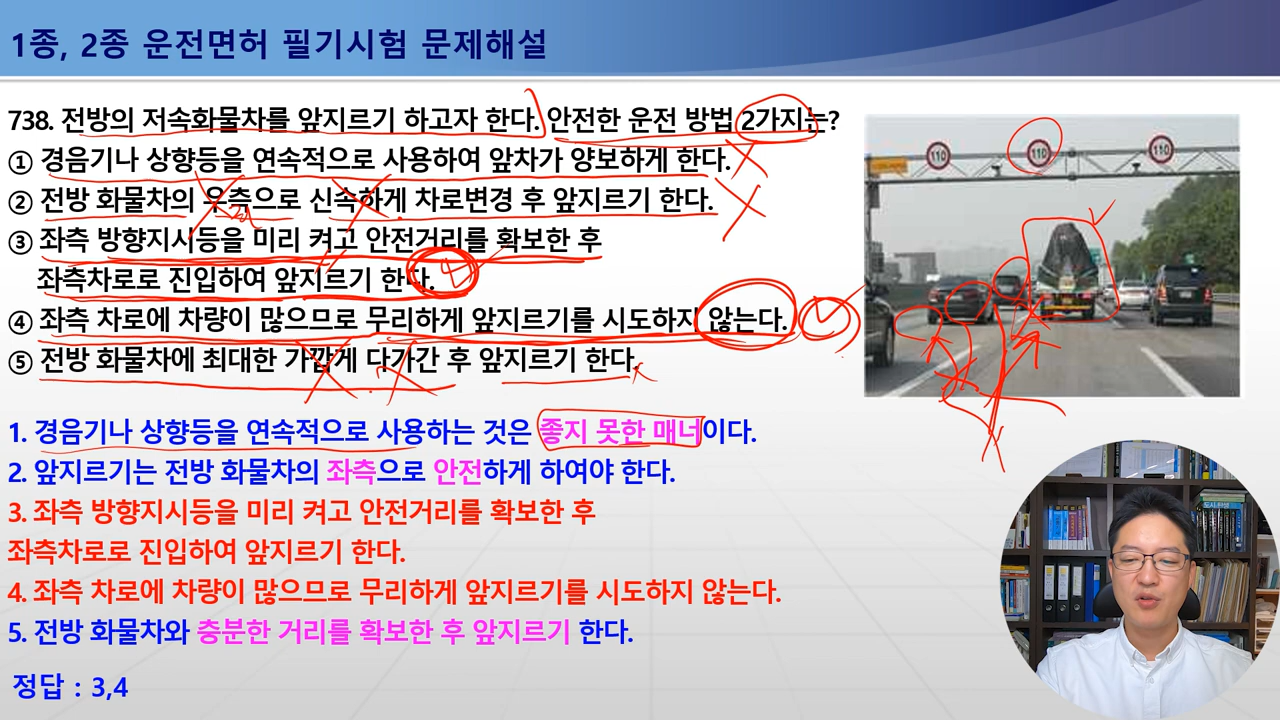 1종, 2종 운전면허 필기시험 문제해설
738. 전방의 저속화물차를 앞지르기 하고자 한다. 안전한 운전 방법 2가지는?
① 경음기나 상향등을 연속적으로 사용하여 앞차가 양보하게 한다.
② 전방 화물차의 우측으로 신속하게 차로변경 후 앞지르기 한다.
③ 좌측 방향지시등을 미리 켜고 안전거리를 확보한 후
좌측차로로 진입하여 앞지르기 한다.
④ 좌측 차로에 차량이 많으므로 무리하게 앞지르기를 시도하지 않는다.
⑤ 전방 화물차에 최대한 가깝게 다가간 후 앞지르기 한다.
110
110
110
1. 경음기나 상향등을 연속적으로 사용하는 것은 좋지 못한 매너이다.
2. 앞지르기는 전방 화물차의 좌측으로 안전하게 하여야 한다.
3. 좌측 방향지시등을 미리 켜고 안전거리를 확보한 후
좌측차로로 진입하여 앞지르기 한다.
4. 좌측 차로에 차량이 많으므로 무리하게 앞지르기를 시도하지 않는다.
5. 전방 화물차와 충분한 거리를 확보한 후 앞지르기 한다.
정답 : 3,4